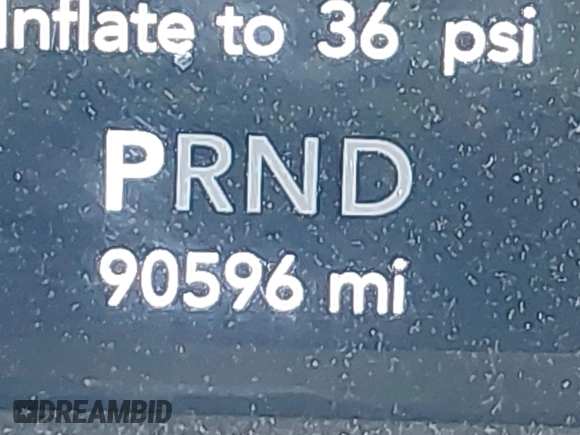 Inflate to 36 psi
PRND
90596 mi
DREAMBID